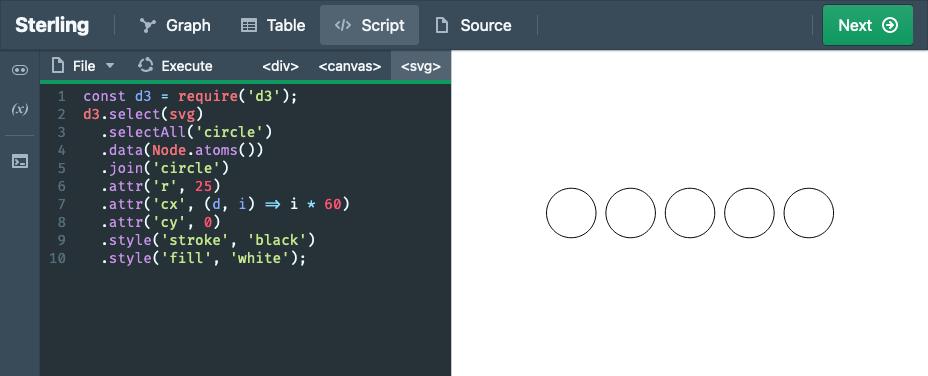 Sterling Graph Table </> Script Source Next
File Execute <div> <canvas> <svg>
(x)
1 const d3 = require('d3');
2 d3.select(svg)
3 .selectAll('circle')
4 .data(Node.atoms())
5 .join('circle')
6 .attr('r', 25)
7 .attr('cx', (d, i) ⇒ i * 60)
8 .attr('cy', 0)
9 .style('stroke', 'black')
10 .style('fill', 'white');